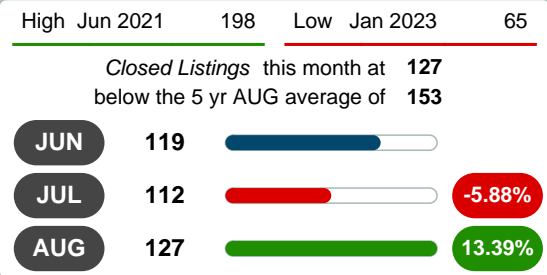 High Jun 2021 198 Low Jan 2023 65
Closed Listings this month at 127
below the 5 yr AUG average of 153
JUN 119
JUL 112 -5.88%
AUG 127 13.39%